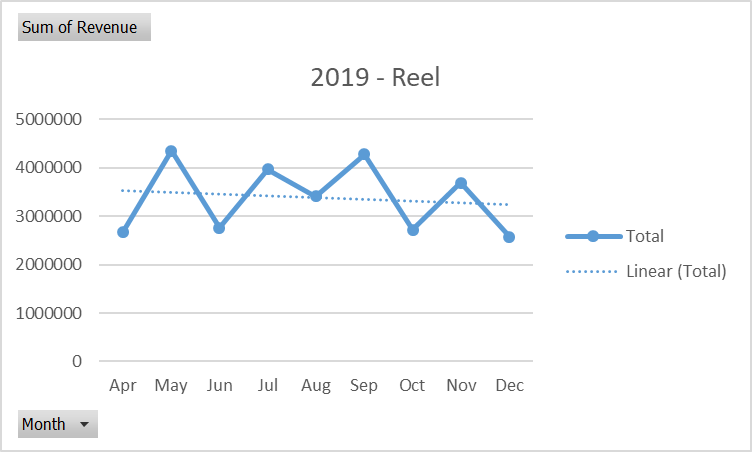 Sum of Revenue
2019 - Reel
5000000
4000000
3000000
2000000
1000000
0
Apr May Jun Jul Aug Sep Oct Nov Dec
Total
Linear (Total)
Month